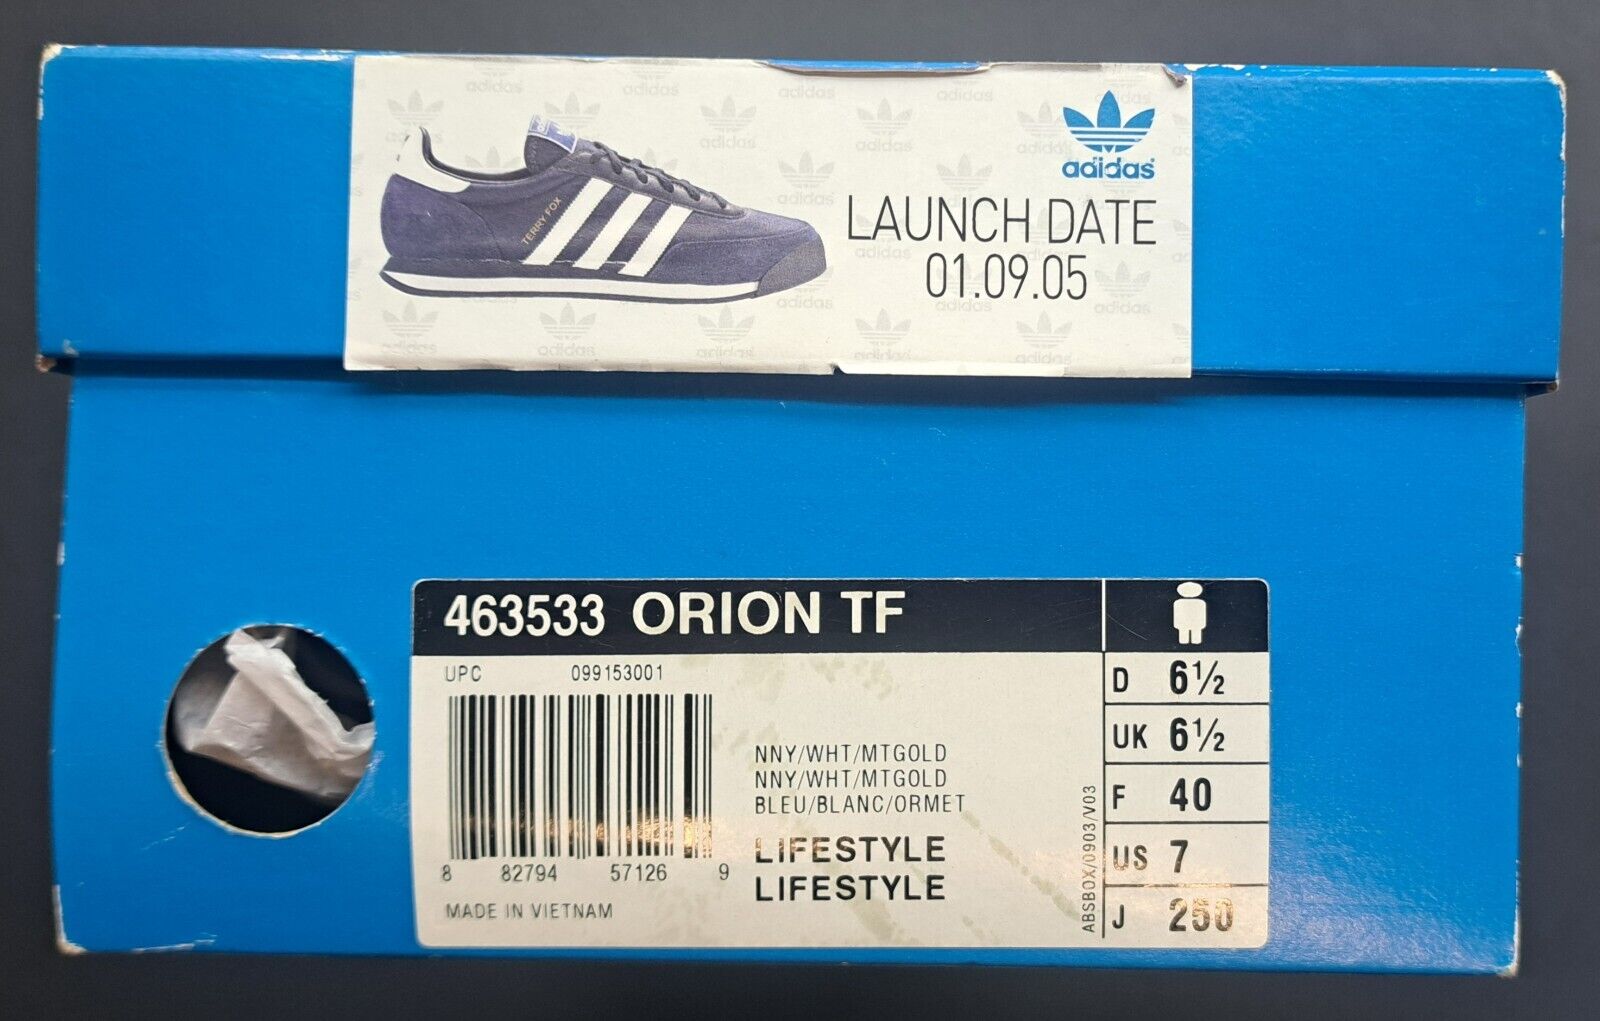 adidas
LAUNCH DATE
01.09.05
TERRY FOX
463533 ORION TF
UPC 099153001
8 82794 57126 9
MADE IN VIETNAM
NNY/WHT/MTGOLD
NNY/WHT/MTGOLD
BLEU/BLANC/ORMET
LIFESTYLE
LIFESTYLE
ABSBOX/0903/V03
D 6½
UK 6½
F 40
US 7
J 250